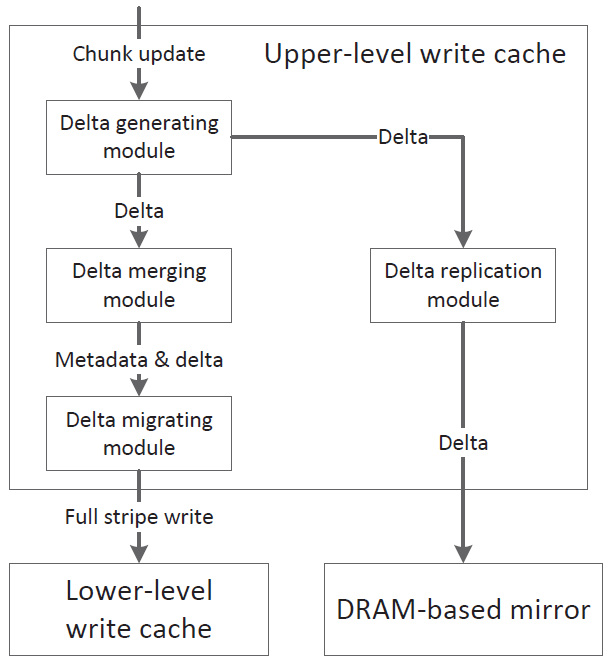 Chunk update
Upper-level write cache
Delta generating
module
Delta
Delta
Delta merging
module
Delta replication
module
Metadata & delta
Delta migrating
module
Delta
Full stripe write
Lower-level
write cache
DRAM-based mirror